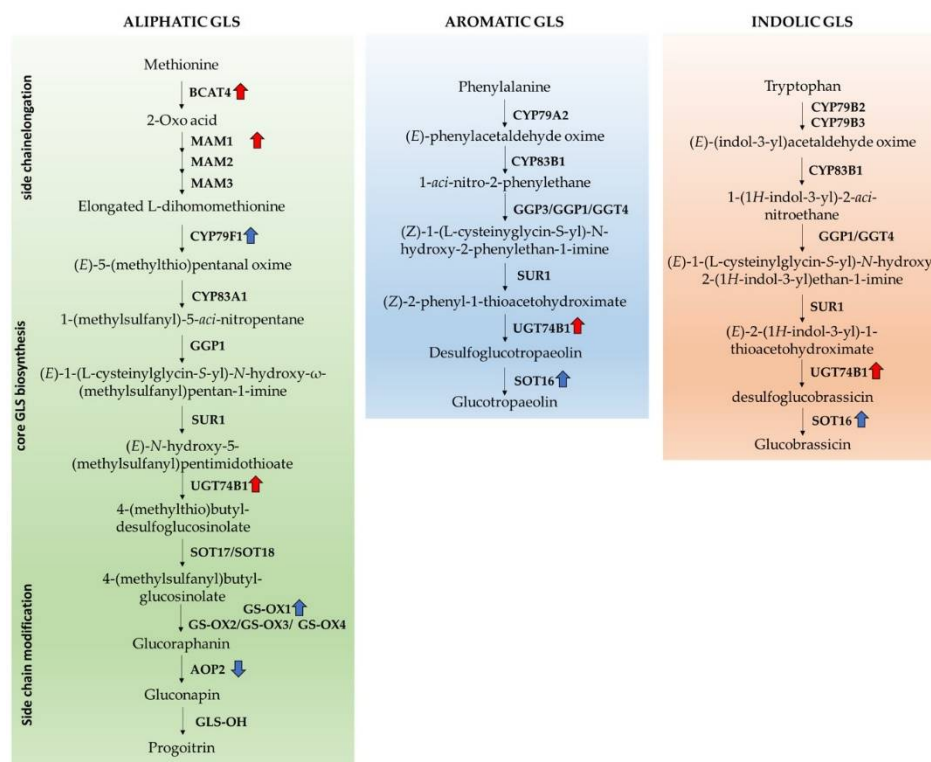 ALIPHATIC GLS
side chainelongation
core GLS biosynthesis
Side chain modification
Methionine
BCAT4
2-Oxo acid
MAM1
MAM2
MAM3
Elongated L-dihomomethionine
CYP79F1
(E)-5-(methylthio)pentanal oxime
CYP83A1
1-(methylsulfanyl)-5-aci-nitropentane
GGP1
(E)-1-(L-cysteinylglycin-S-yl)-N-hydroxy-ω-
(methylsulfanyl)pentan-1-imine
SUR1
(E)-N-hydroxy-5-
(methylsulfanyl)pentimidothioate
UGT74B1
4-(methylthio)butyl-
desulfoglucosinolate
SOT17/SOT18
4-(methylsulfanyl)butyl-
glucosinolate
GS-OX1
GS-OX2/GS-OX3/ GS-OX4
Glucoraphanin
AOP2
Gluconapin
GLS-OH
Progoitrin
AROMATIC GLS
Phenylalanine
CYP79A2
(E)-phenylacetaldehyde oxime
CYP83B1
1-aci-nitro-2-phenylethane
GGP3/GGP1/GGT4
(Z)-1-(L-cysteinyglycin-S-yl)-N-
hydroxy-2-phenylethan-1-imine
SUR1
(Z)-2-phenyl-1-thioacetohydroximate
UGT74B1
Desulfoglucotropaeolin
SOT16
Glucotropaeolin
INDOLIC GLS
Tryptophan
CYP79B2
CYP79B3
(E)-(indol-3-yl)acetaldehyde oxime
CYP83B1
1-(1H-indol-3-yl)-2-aci-
nitroethane
GGP1/GGT4
(E)-1-(L-cysteinylglycin-S-yl)-N-hydroxy
2-(1H-indol-3-yl)ethan-1-imine
SUR1
(E)-2-(1H-indol-3-yl)-1-
thioacetohydroximate
UGT74B1
desulfoglucobrassicin
SOT16
Glucobrassicin